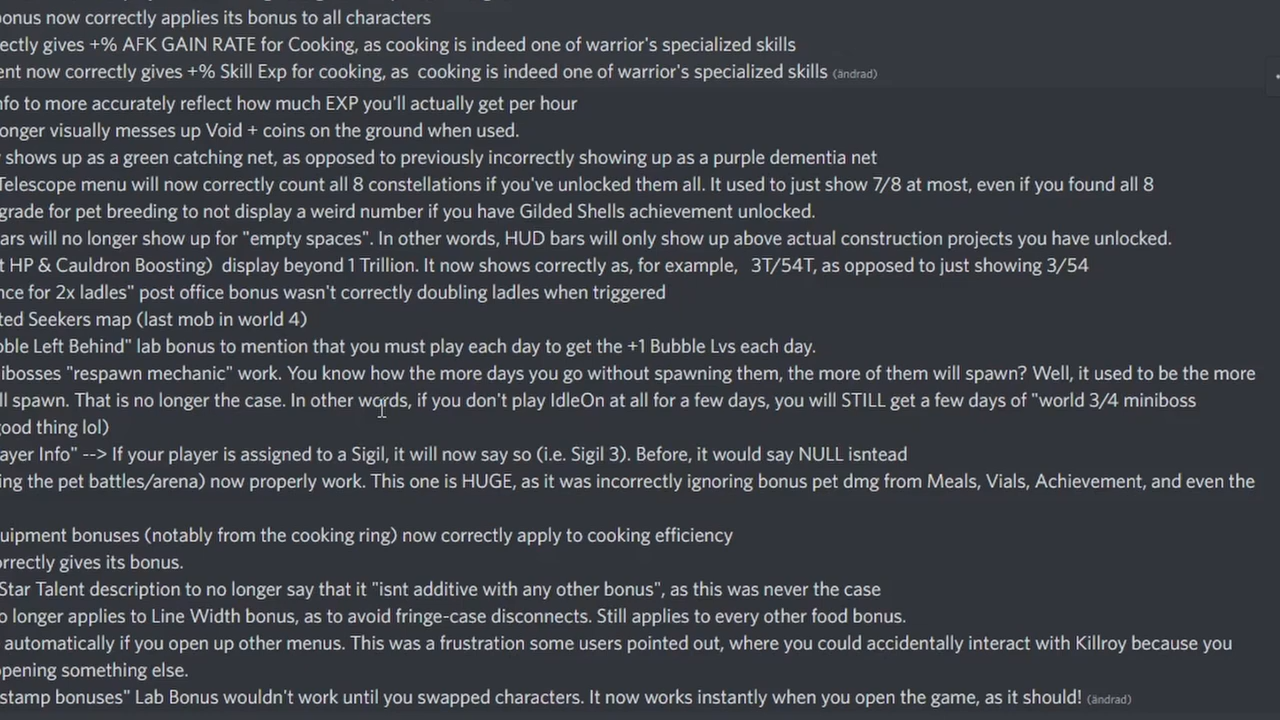 bonus now correctly applies its bonus to all characters
ectly gives +% AFK GAIN RATE for Cooking, as cooking is indeed one of warrior's specialized skills
ent now correctly gives +% Skill Exp for cooking, as cooking is indeed one of warrior's specialized skills (ändrad)
nfo to more accurately reflect how much EXP you'll actually get per hour
onger visually messes up Void + coins on the ground when used.
shows up as a green catching net, as opposed to previously incorrectly showing up as a purple dementia net
Telescope menu will now correctly count all 8 constellations if you've unlocked them all. It used to just show 7/8 at most, even if you found all 8
grade for pet breeding to not display a weird number if you have Gilded Shells achievement unlocked.
ars will no longer show up for "empty spaces". In other words, HUD bars will only show up above actual construction projects you have unlocked.
t HP & Cauldron Boosting) display beyond 1 Trillion. It now shows correctly as, for example, 3T/54T, as opposed to just showing 3/54
nce for 2x ladles" post office bonus wasn't correctly doubling ladles when triggered
ted Seekers map (last mob in world 4)
bble Left Behind" lab bonus to mention that you must play each day to get the +1 Bubble Lvs each day.
nibosses "respawn mechanic" work. You know how the more days you go without spawning them, the more of them will spawn? Well, it used to be the more
ll spawn. That is no longer the case. In other words, if you don't play IdleOn at all for a few days, you will STILL get a few days of "world 3/4 miniboss
good thing lol)
ayer Info" --> If your player is assigned to a Sigil, it will now say so (i.e. Sigil 3). Before, it would say NULL isntead
ing the pet battles/arena) now properly work. This one is HUGE, as it was incorrectly ignoring bonus pet dmg from Meals, Vials, Achievement, and even the
uipment bonuses (notably from the cooking ring) now correctly apply to cooking efficiency
orrectly gives its bonus.
Star Talent description to no longer say that it "isnt additive with any other bonus", as this was never the case
o longer applies to Line Width bonus, as to avoid fringe-case disconnects. Still applies to every other food bonus.
automatically if you open up other menus. This was a frustration some users pointed out, where you could accidentally interact with Killroy because you
opening something else.
stamp bonuses" Lab Bonus wouldn't work until you swapped characters. It now works instantly when you open the game, as it should! (ändrad)